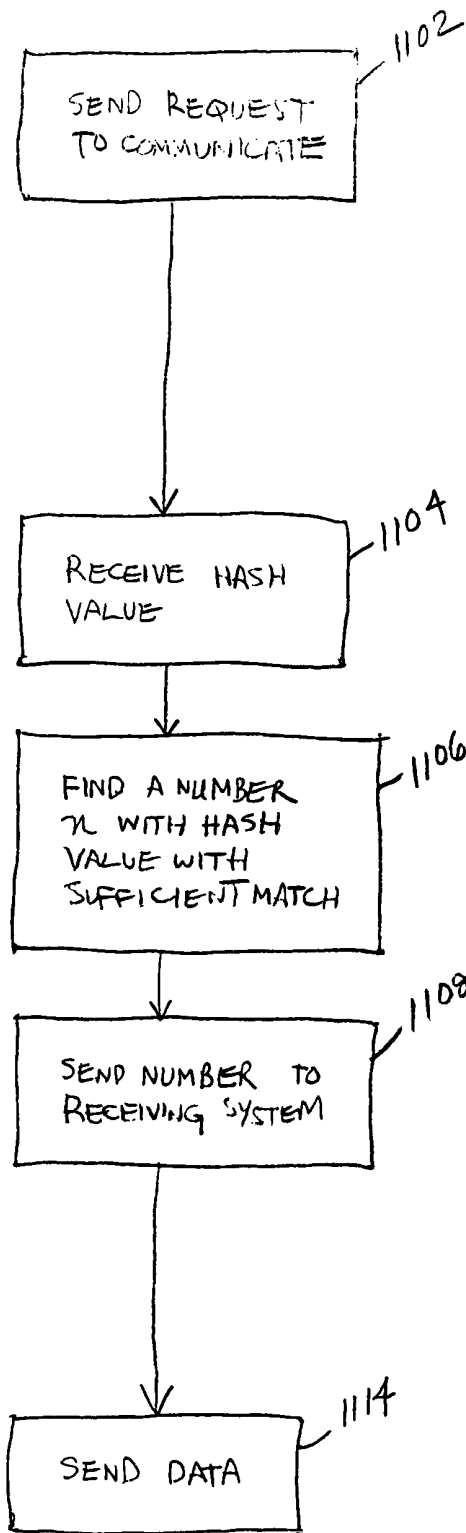 1102
SEND REQUEST
TO COMMUNICATE
1104
RECEIVE HASH
VALUE
1106
FIND A NUMBER
n WITH HASH
VALUE WITH
SUFFICIENT MATCH
1108
SEND NUMBER TO
RECEIVING SYSTEM
1114
SEND DATA